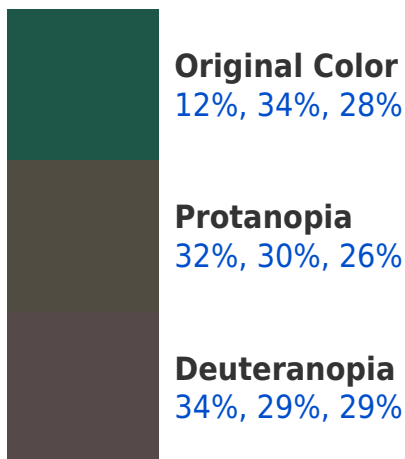 Original Color
12%, 34%, 28%
Protanopia
32%, 30%, 26%
Deuteranopia
34%, 29%, 29%